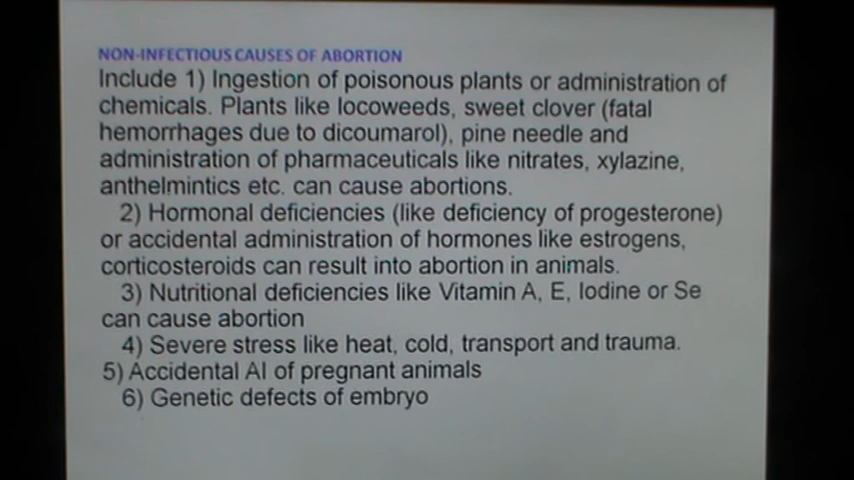 NON-INFECTIOUS CAUSES OF ABORTION
Include 1) Ingestion of poisonous plants or administration of
chemicals. Plants like locoweeds, sweet clover (fatal
hemorrhages due to dicoumarol), pine needle and
administration of pharmaceuticals like nitrates, xylazine,
anthelmintics etc. can cause abortions.
2) Hormonal deficiencies (like deficiency of progesterone)
or accidental administration of hormones like estrogens,
corticosteroids can result into abortion in animals.
3) Nutritional deficiencies like Vitamin A, E, Iodine or Se
can cause abortion
4) Severe stress like heat, cold, transport and trauma.
5) Accidental AI of pregnant animals
6) Genetic defects of embryo